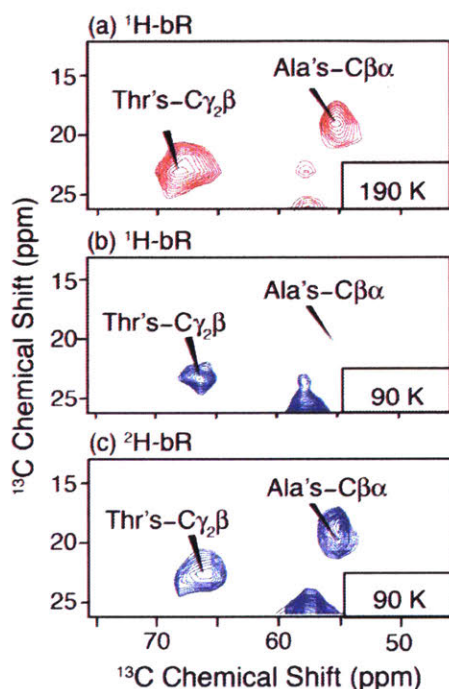 (a) ¹H-bR
Thr's–Cγ₂β
Ala's–Cβα
15
20
25
190 K
(b) ¹H-bR
Thr's–Cγ₂β
Ala's–Cβα
15
20
25
90 K
(c) ²H-bR
Thr's–Cγ₂β
Ala's–Cβα
15
20
25
90 K
70 60 50
¹³C Chemical Shift (ppm)
¹³C Chemical Shift (ppm)